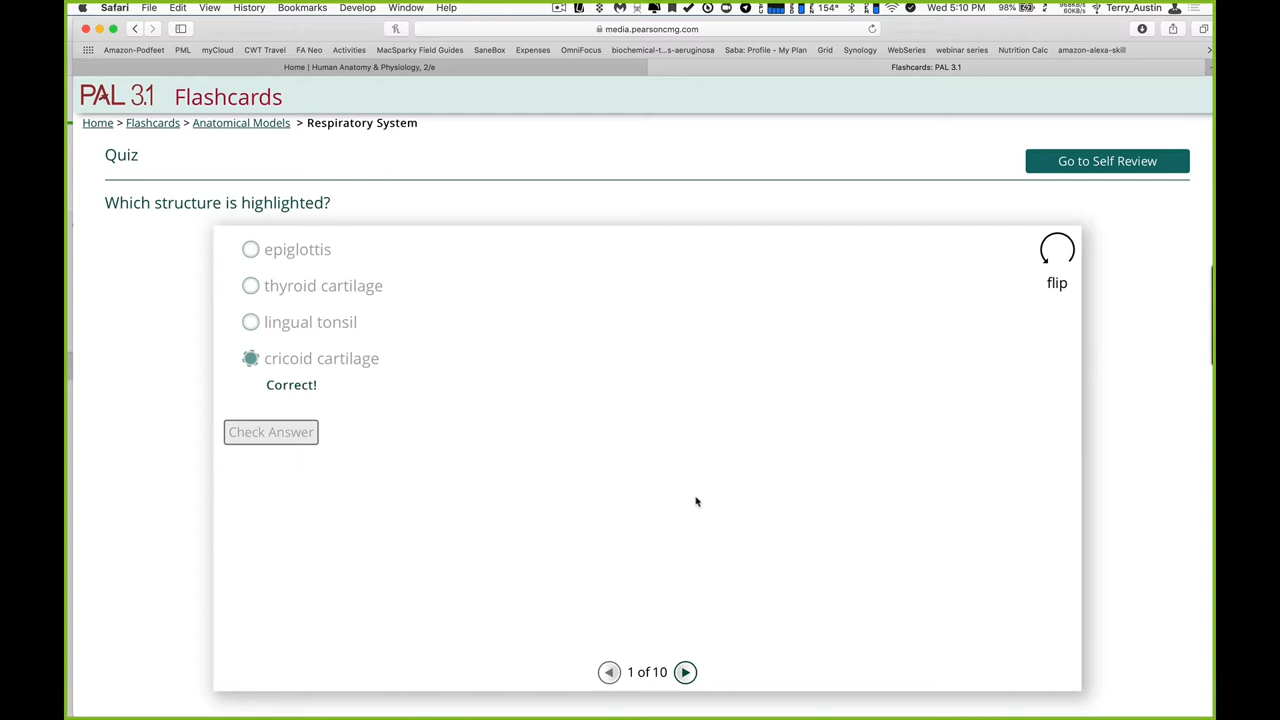 Safari File Edit View History Bookmarks Develop Window Help 154° Wed 5:10 PM 98% Terry_Austin
60KB/s
media.pearsoncmg.com
Amazon-Podfeet PML myCloud CWT Travel FA Neo Activities MacSparky Field Guides SaneBox Expenses OmniFocus biochemical-t...s-aeruginosa Saba: Profile - My Plan Grid Synology WebSeries webinar series Nutrition Calc amazon-alexa-skill
Home | Human Anatomy & Physiology, 2/e Flashcards: PAL 3.1
PAL 3.1 Flashcards
Home > Flashcards > Anatomical Models > Respiratory System
Quiz
Go to Self Review
Which structure is highlighted?
epiglottis
thyroid cartilage
flip
lingual tonsil
cricoid cartilage
Correct!
Check Answer
1 of 10